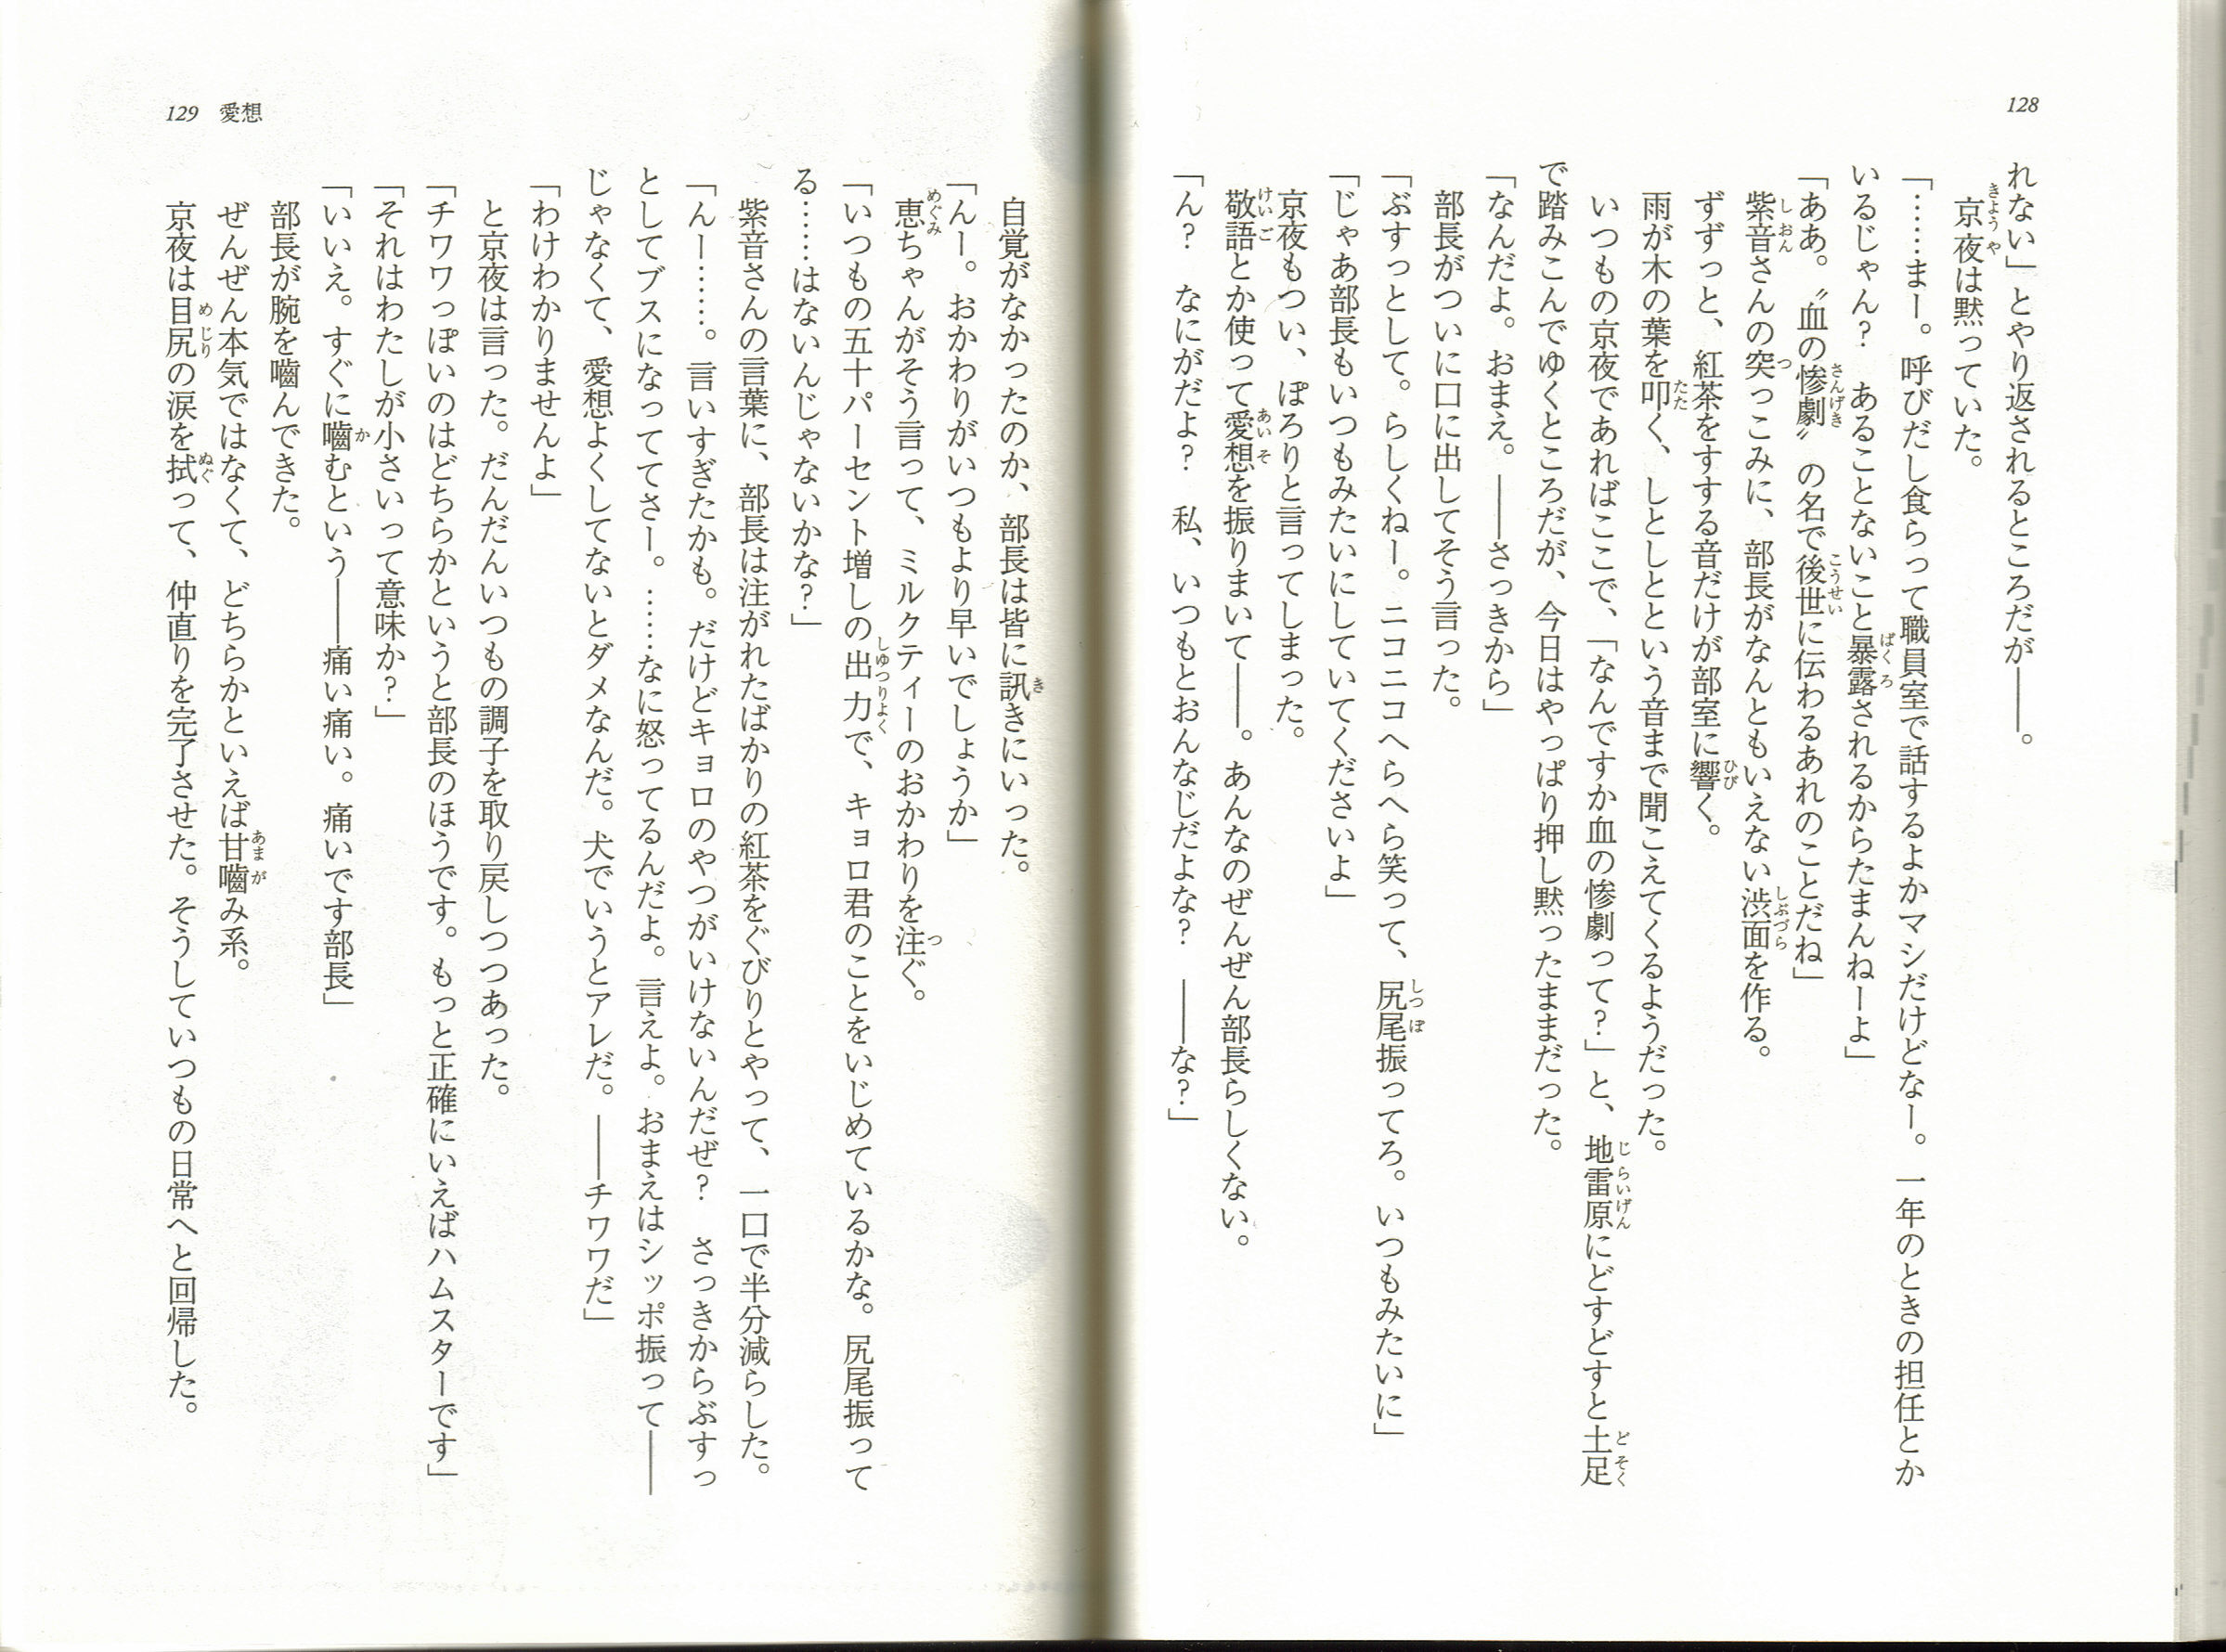 128
れない」とやり返されるところだが――。
京夜は黙っていた。
「……まー。呼びだし食らって職員室で話するよかマシだけどなー。一年のときの担任とか
いるじゃん？　あることないこと暴露されるからたまんねーよ」
「ああ。〝血の惨劇〟の名で後世に伝わるあれのことだね」
紫音さんの突っこみに、部長がなんともいえない渋面を作る。
ずずっと、紅茶をすする音だけが部室に響く。
雨が木の葉を叩く、しとしとという音まで聞こえてくるようだった。
いつもの京夜であればここで、「なんですか血の惨劇って？」と、地雷原にどすどすと土足
で踏みこんでゆくところだが、今日はやっぱり押し黙ったままだった。
「なんだよ。おまえ。――さっきから」
部長がついに口に出してそう言った。
「ぶすっとして。らしくねー。ニコニコへらへら笑って、尻尾振ってろ。いつもみたいに」
「じゃあ部長もいつもみたいにしていてくださいよ」
京夜もつい、ぽろりと言ってしまった。
敬語とか使って愛想を振りまいて――。あんなのぜんぜん部長らしくない。
「ん？　なにがだよ？　私、いつもとおんなじだよな？　――な？」
129　愛想
自覚がなかったのか、部長は皆に訊きにいった。
「んー。おかわりがいつもより早いでしょうか」
恵ちゃんがそう言って、ミルクティーのおかわりを注ぐ。
「いつもの五十パーセント増しの出力で、キョロ君のことをいじめているかな。尻尾振って
る……はないんじゃないかな？」
紫音さんの言葉に、部長は注がれたばかりの紅茶をぐびりとやって、一口で半分減らした。
「んー……。言いすぎたかも。だけどキョロのやつがいけないんだぜ？　さっきからぶすっ
としてブスになっててさー。……なに怒ってるんだよ。言えよ。おまえはシッポ振って――
じゃなくて、愛想よくしてないとダメなんだ。犬でいうとアレだ。――チワワだ」
「わけわかりませんよ」
と京夜は言った。だんだんいつもの調子を取り戻しつつあった。
「チワワっぽいのはどちらかというと部長のほうです。もっと正確にいえばハムスターです」
「それはわたしが小さいって意味か？」
「いいえ。すぐに嚙むという――痛い痛い。痛いです部長」
部長が腕を嚙んできた。
ぜんぜん本気ではなくて、どちらかといえば甘嚙み系。
京夜は目尻の涙を拭って、仲直りを完了させた。そうしていつもの日常へと回帰した。